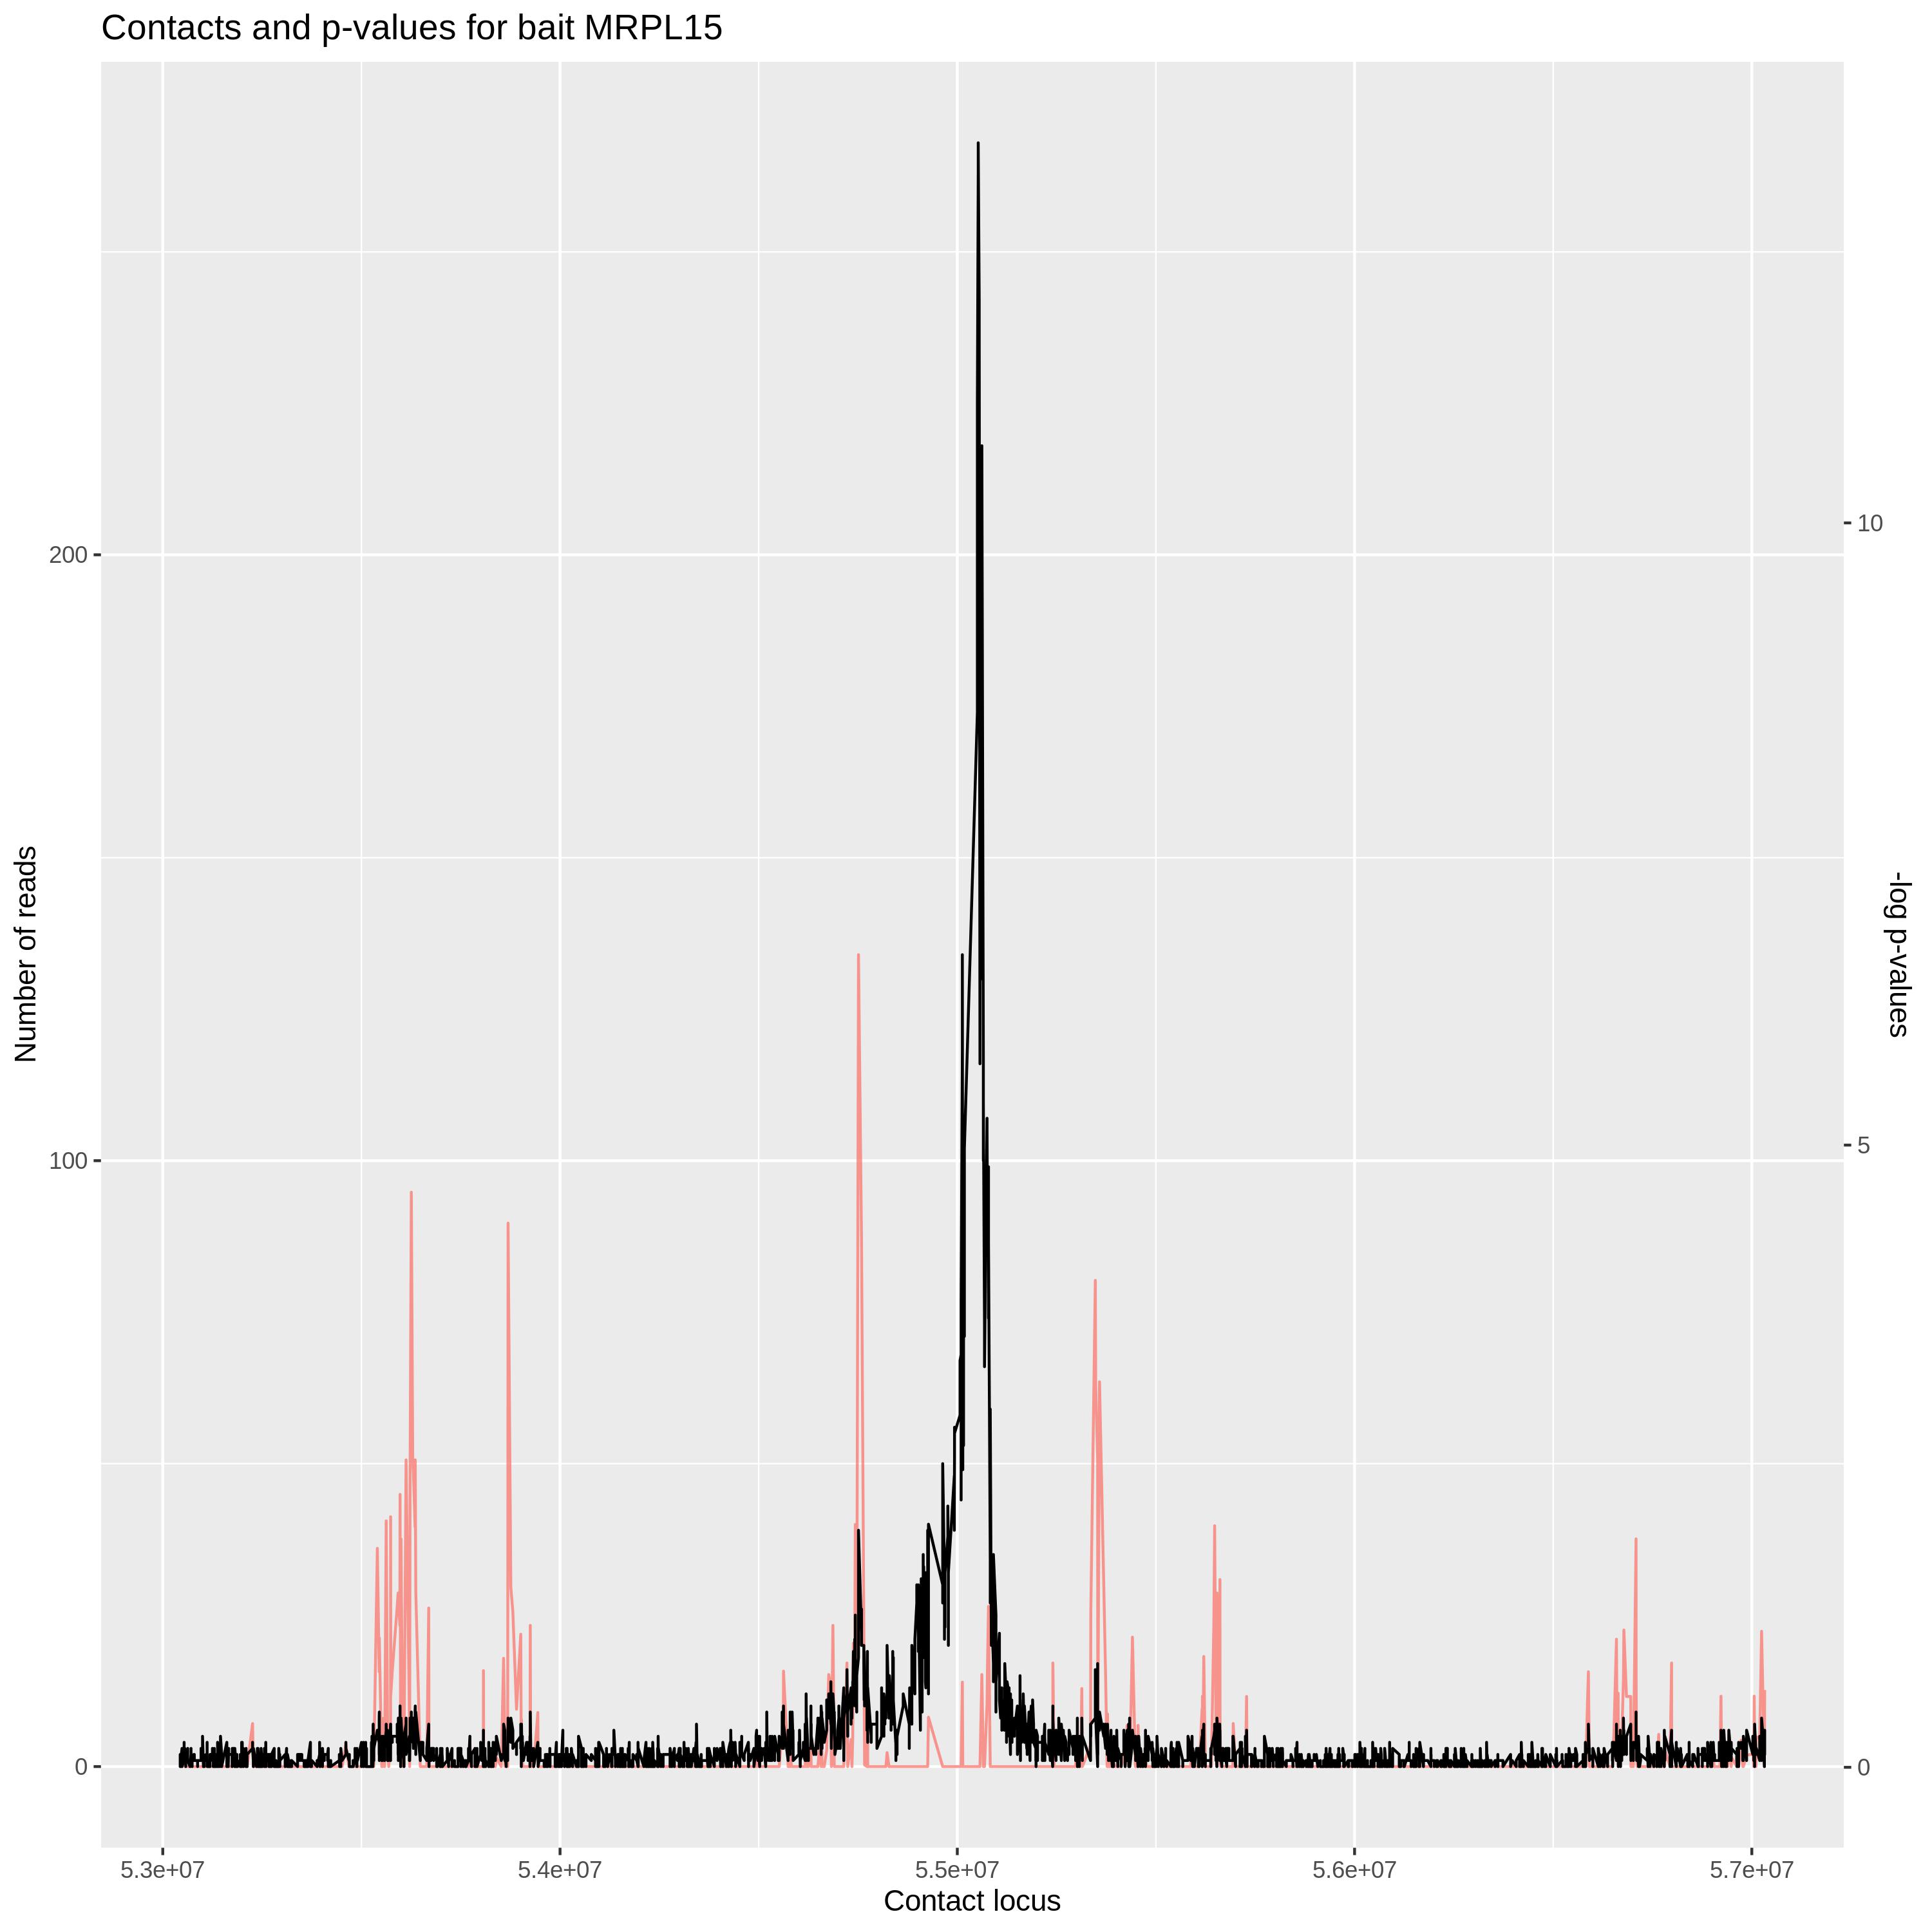 Contacts and p-values for bait MRPL15
Number of reads
200
100
0
10
5
0
-log p-values
5.3e+07
5.4e+07
5.5e+07
5.6e+07
5.7e+07
Contact locus